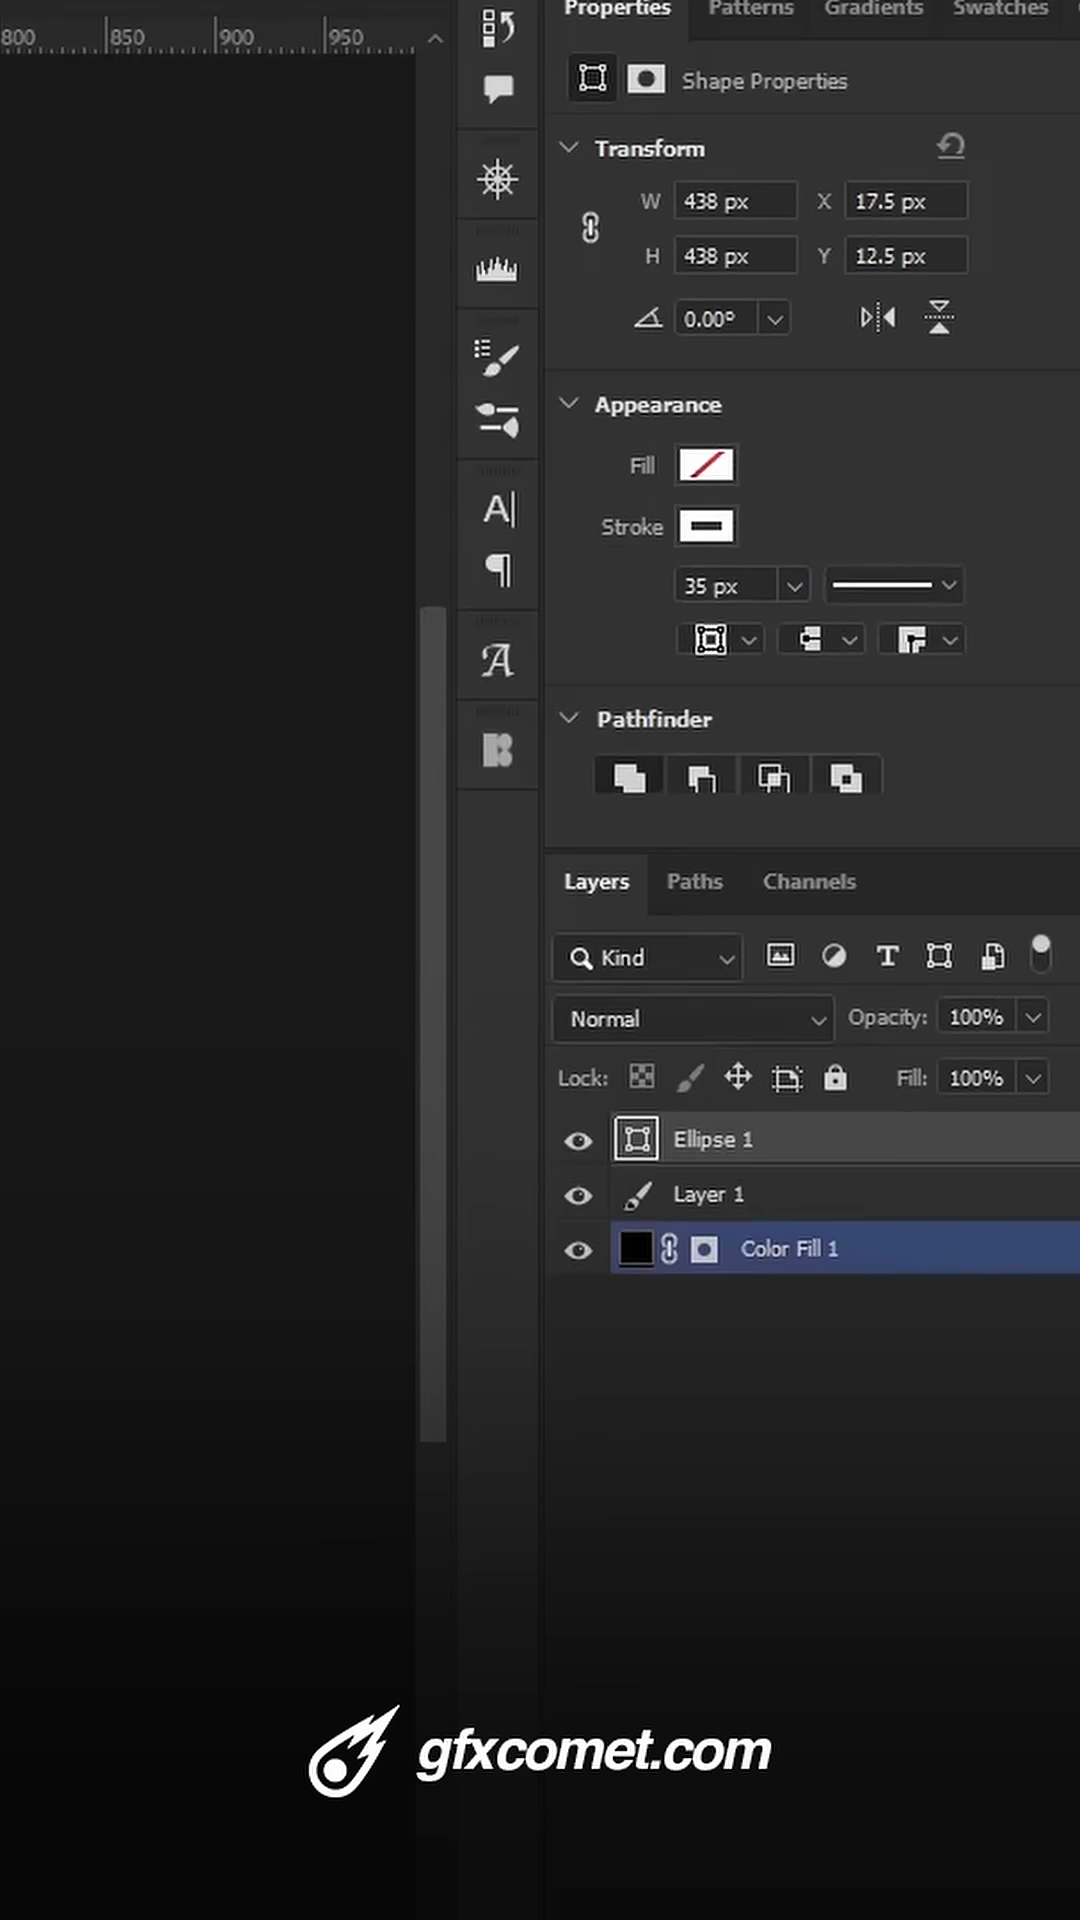 Properties Patterns Gradients Swatches
800 850 900 950
Shape Properties
Transform
W 438 px X 17.5 px
H 438 px Y 12.5 px
0.00°
Appearance
Fill
Stroke
35 px
A
A
Pathfinder
Layers Paths Channels
Kind
T
Normal Opacity: 100%
Lock: Fill: 100%
Ellipse 1
Layer 1
Color Fill 1
gfxcomet.com